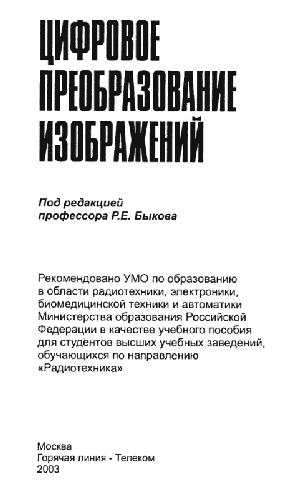 ЦИФРОВОЕ
ПРЕОБРАЗОВАНИЕ
ИЗОБРАЖЕНИЙ
Под редакцией
профессора Р.Е. Быкова
Рекомендовано УМО по образованию
в области радиотехники, электроники,
биомедицинской техники и автоматики
Министерства образования Российской
Федерации в качестве учебного пособия
для студентов высших учебных заведений,
обучающихся по направлению
«Радиотехника»
Москва
Горячая линия - Телеком
2003